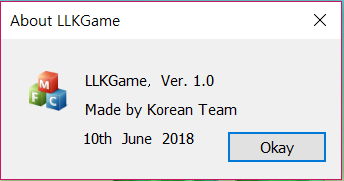 About LLKGame
M
F C
LLKGame, Ver. 1.0
Made by Korean Team
10th June 2018
Okay